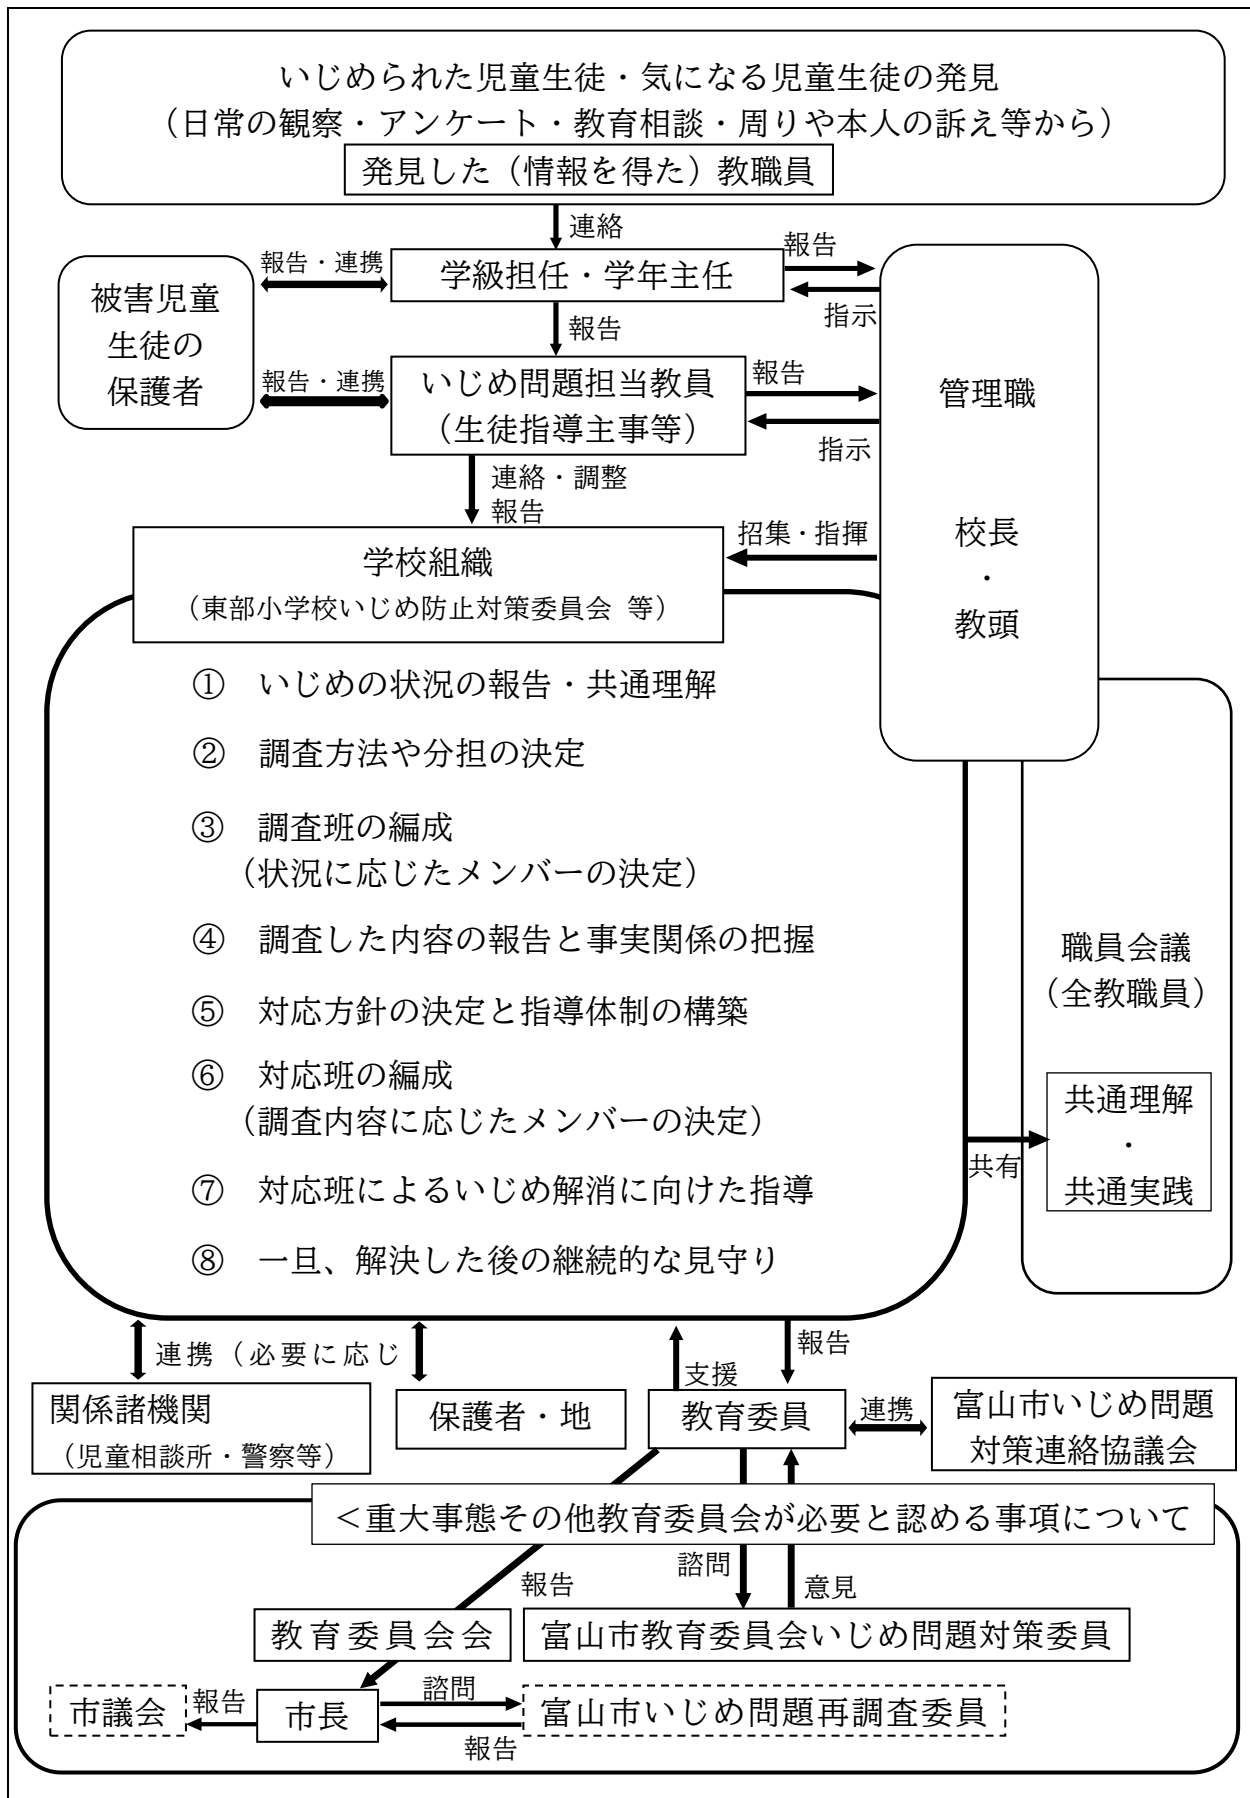 いじめられた児童生徒・気になる児童生徒の発見
（日常の観察・アンケート・教育相談・周りや本人の訴え等から）
発見した（情報を得た）教職員
連絡
報告・連携
学級担任・学年主任
報告
指示
被害児童
生徒の
保護者
報告
報告・連携
いじめ問題担当教員
（生徒指導主事等）
報告
指示
管理職
校長
・
教頭
連絡・調整
報告
招集・指揮
学校組織
（東部小学校いじめ防止対策委員会 等）
① いじめの状況の報告・共通理解
② 調査方法や分担の決定
③ 調査班の編成
（状況に応じたメンバーの決定）
④ 調査した内容の報告と事実関係の把握
⑤ 対応方針の決定と指導体制の構築
⑥ 対応班の編成
（調査内容に応じたメンバーの決定）
⑦ 対応班によるいじめ解消に向けた指導
⑧ 一旦、解決した後の継続的な見守り
職員会議
（全教職員）
共有
共通理解
・
共通実践
連携（必要に応じ
支援
報告
関係諸機関
（児童相談所・警察等）
保護者・地
教育委員
連携
富山市いじめ問題
対策連絡協議会
＜重大事態その他教育委員会が必要と認める事項について
報告
諮問
意見
教育委員会会
富山市教育委員会いじめ問題対策委員
市議会
報告
市長
諮問
報告
富山市いじめ問題再調査委員